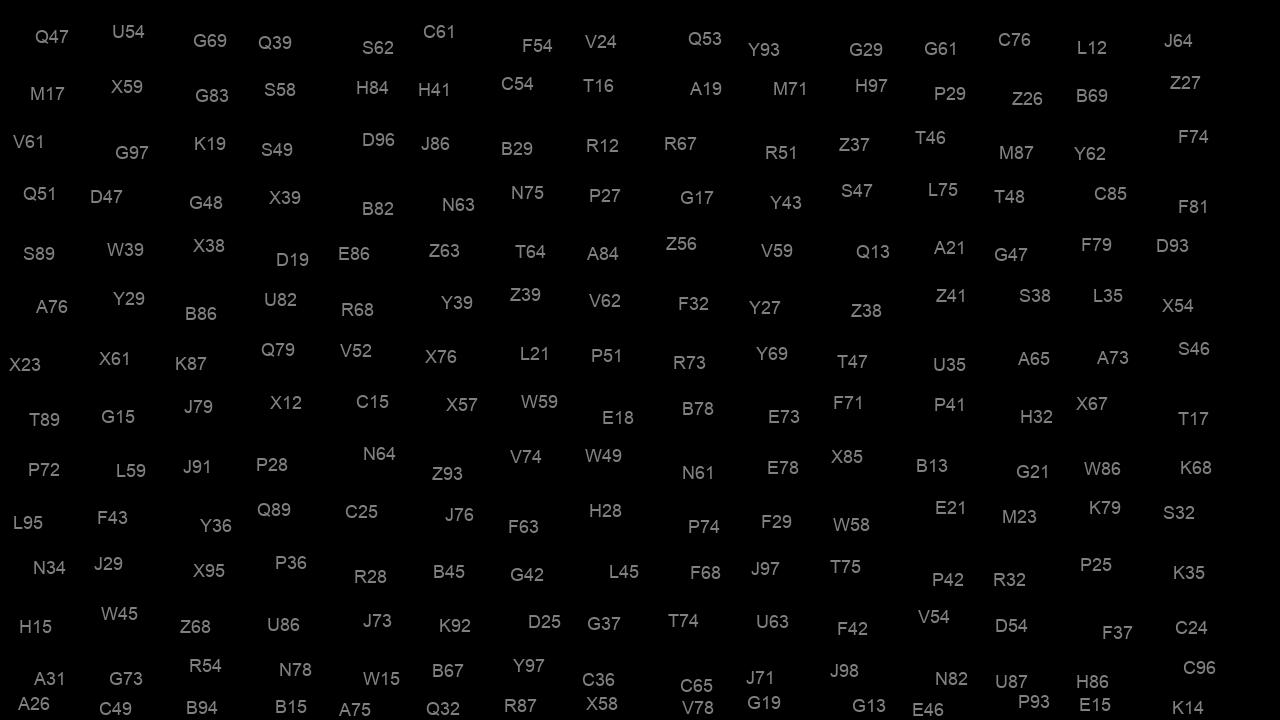 Q47 U54 G69 Q39 S62 C61 F54 V24 Q53 Y93 G29 G61 C76 L12 J64
M17 X59 G83 S58 H84 H41 C54 T16 A19 M71 H97 P29 Z26 B69 Z27
V61 G97 K19 S49 D96 J86 B29 R12 R67 R51 Z37 T46 M87 Y62 F74
Q51 D47 G48 X39 B82 N63 N75 P27 G17 Y43 S47 L75 T48 C85 F81
S89 W39 X38 D19 E86 Z63 T64 A84 Z56 V59 Q13 A21 G47 F79 D93
A76 Y29 B86 U82 R68 Y39 Z39 V62 F32 Y27 Z38 Z41 S38 L35 X54
X23 X61 K87 Q79 V52 X76 L21 P51 R73 Y69 T47 U35 A65 A73 S46
T89 G15 J79 X12 C15 X57 W59 E18 B78 E73 F71 P41 H32 X67 T17
P72 L59 J91 P28 N64 Z93 V74 W49 N61 E78 X85 B13 G21 W86 K68
L95 F43 Y36 Q89 C25 J76 F63 H28 P74 F29 W58 E21 M23 K79 S32
N34 J29 X95 P36 R28 B45 G42 L45 F68 J97 T75 P42 R32 P25 K35
H15 W45 Z68 U86 J73 K92 D25 G37 T74 U63 F42 V54 D54 F37 C24
A31 G73 R54 N78 W15 B67 Y97 C36 C65 J71 J98 N82 U87 H86 C96
A26 C49 B94 B15 A75 Q32 R87 X58 V78 G19 G13 E46 P93 E15 K14